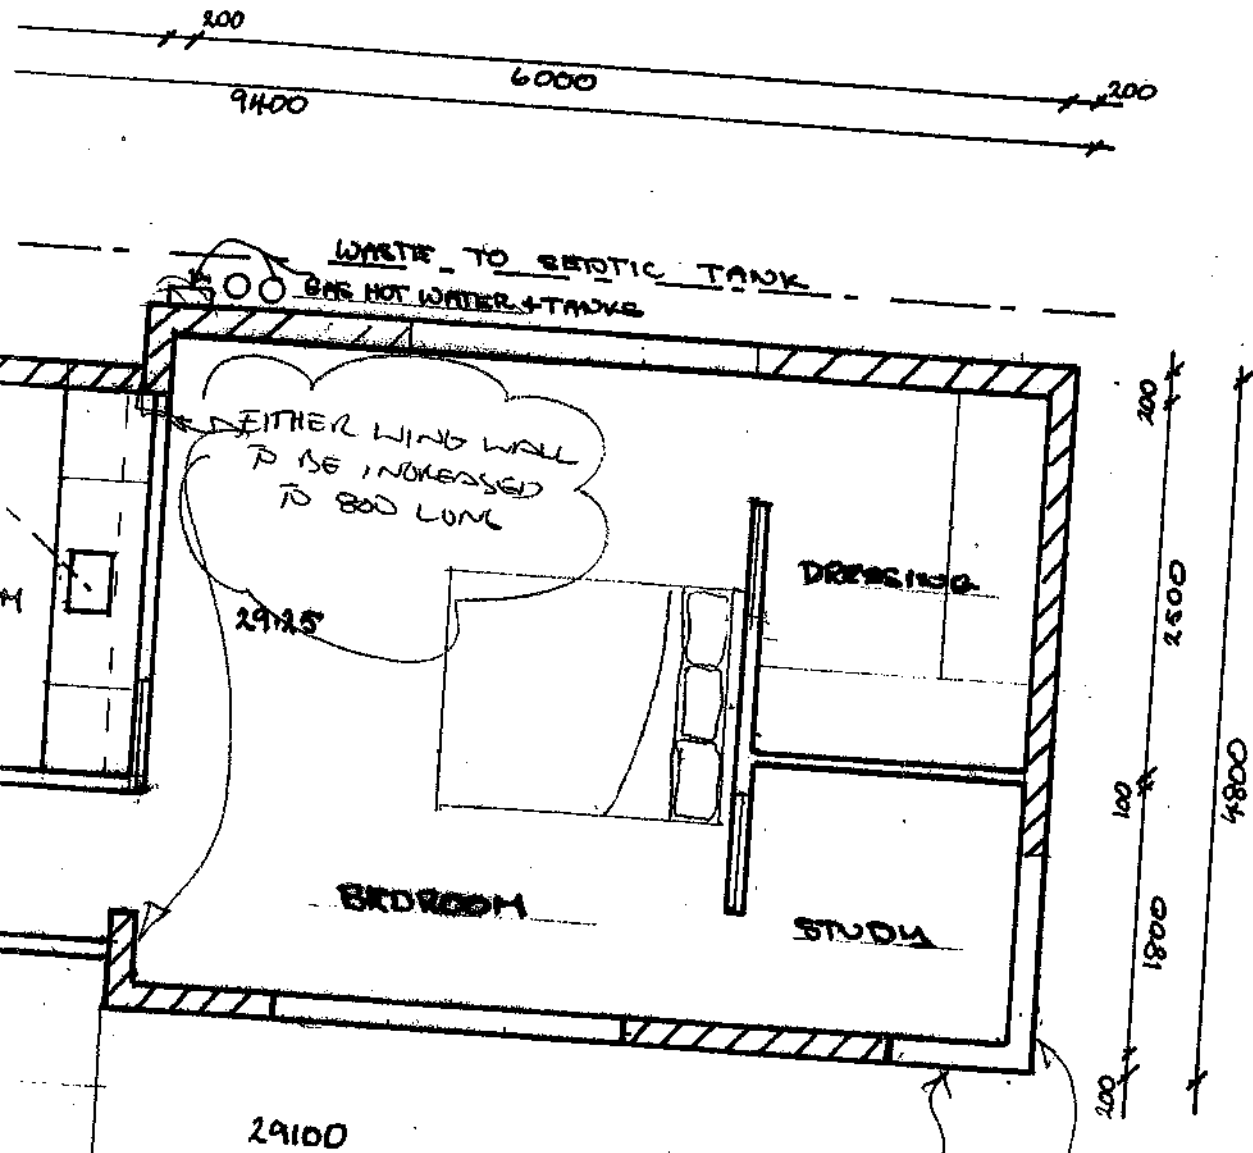 200
6000
200
9400
WASTE TO SEPTIC TANK
GAS HOT WATER & TANKS
EITHER WING WALL
TO BE INCREASED
TO 800 LONG
200
DRESSING
2500
29125
4800
100
BEDROOM
STUDY
1800
200
29100